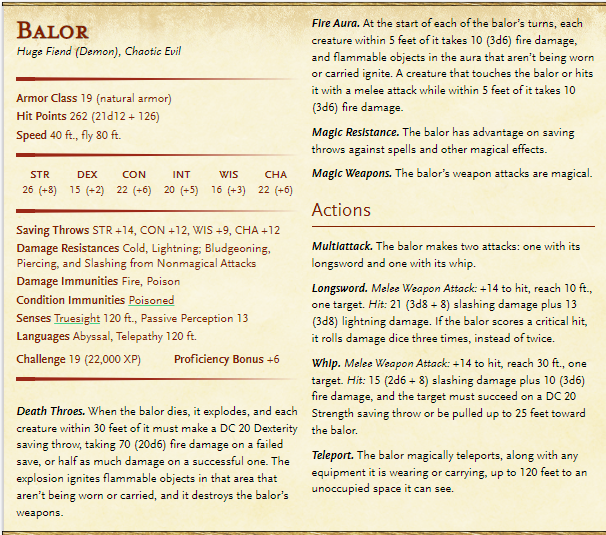 BALOR
Huge Fiend (Demon), Chaotic Evil
Armor Class 19 (natural armor)
Hit Points 262 (21d12 + 126)
Speed 40 ft., fly 80 ft.
STR DEX CON INT WIS CHA
26 (+8) 15 (+2) 22 (+6) 20 (+5) 16 (+3) 22 (+6)
Saving Throws STR +14, CON +12, WIS +9, CHA +12
Damage Resistances Cold, Lightning; Bludgeoning,
Piercing, and Slashing from Nonmagical Attacks
Damage Immunities Fire, Poison
Condition Immunities Poisoned
Senses Truesight 120 ft., Passive Perception 13
Languages Abyssal, Telepathy 120 ft.
Challenge 19 (22,000 XP) Proficiency Bonus +6
Death Throes. When the balor dies, it explodes, and each
creature within 30 feet of it must make a DC 20 Dexterity
saving throw, taking 70 (20d6) fire damage on a failed
save, or half as much damage on a successful one. The
explosion ignites flammable objects in that area that
aren't being worn or carried, and it destroys the balor's
weapons.
Fire Aura. At the start of each of the balor's turns, each
creature within 5 feet of it takes 10 (3d6) fire damage,
and flammable objects in the aura that aren't being worn
or carried ignite. A creature that touches the balor or hits
it with a melee attack while within 5 feet of it takes 10
(3d6) fire damage.
Magic Resistance. The balor has advantage on saving
throws against spells and other magical effects.
Magic Weapons. The balor's weapon attacks are magical.
Actions
Multiattack. The balor makes two attacks: one with its
longsword and one with its whip.
Longsword. Melee Weapon Attack: +14 to hit, reach 10 ft.,
one target. Hit: 21 (3d8 + 8) slashing damage plus 13
(3d8) lightning damage. If the balor scores a critical hit,
it rolls damage dice three times, instead of twice.
Whip. Melee Weapon Attack: +14 to hit, reach 30 ft., one
target. Hit: 15 (2d6 + 8) slashing damage plus 10 (3d6)
fire damage, and the target must succeed on a DC 20
Strength saving throw or be pulled up to 25 feet toward
the balor.
Teleport. The balor magically teleports, along with any
equipment it is wearing or carrying, up to 120 feet to an
unoccupied space it can see.